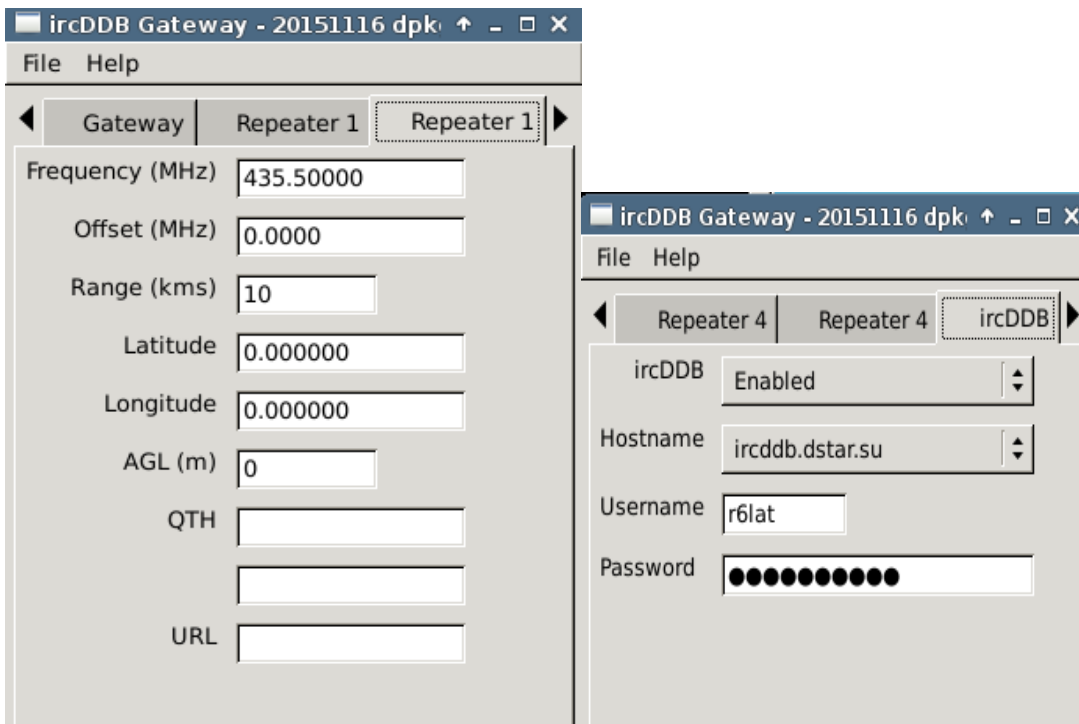 ircDDB Gateway - 20151116 dpk
File Help
Gateway Repeater 1 Repeater 1
Frequency (MHz) 435.50000
Offset (MHz) 0.0000
Range (kms) 10
Latitude 0.000000
Longitude 0.000000
AGL (m) 0
QTH
URL
ircDDB Gateway - 20151116 dpk
File Help
Repeater 4 Repeater 4 ircDDB
ircDDB Enabled
Hostname ircddb.dstar.su
Username r6lat
Password ●●●●●●●●●●